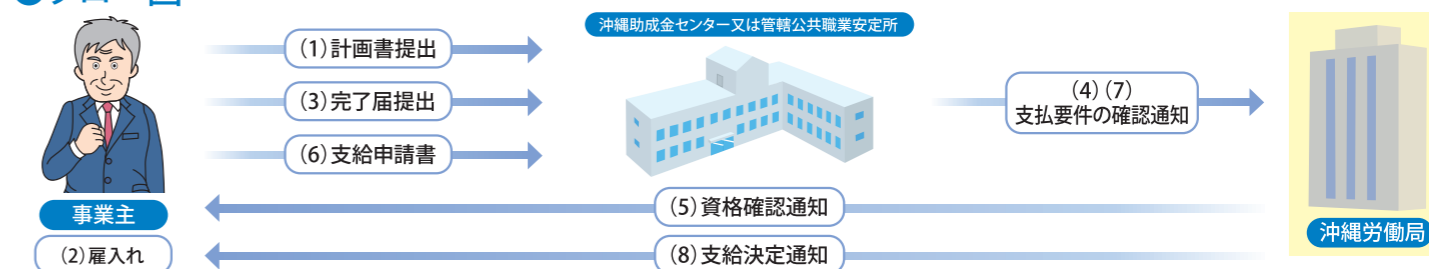 沖縄助成金センター又は管轄公共職業安定所
(1)計画書提出
(3)完了届提出
(6)支給申請書
(4)(7)
支払要件の確認通知
(5)資格確認通知
(8)支給決定通知
事業主
(2)雇入れ
沖縄労働局